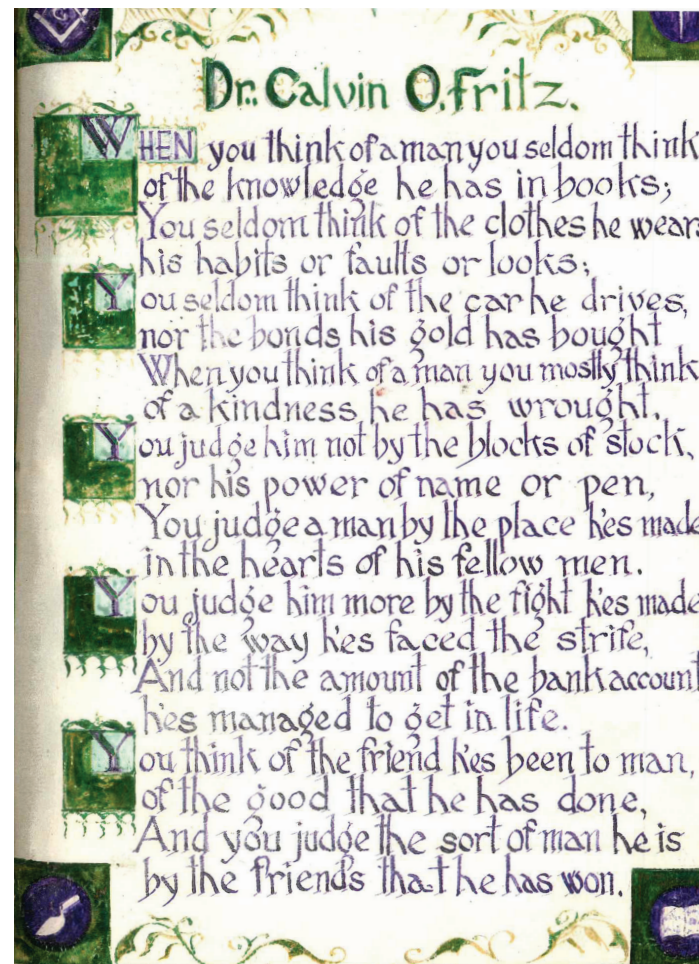 Dr. Calvin O. Fritz.
WHEN you think of a man you seldom think
of the knowledge he has in books;
You seldom think of the clothes he wears
his habits or faults or looks;
You seldom think of the car he drives,
nor the bonds his gold has bought
When you think of a man you mostly think
of a kindness he has wrought.
You judge him not by the blocks of stock,
nor his power of name or pen,
You judge a man by the place he's made
in the hearts of his fellow men.
You judge him more by the fight he's made
by the way he's faced the strife,
And not the amount of the bank account
he's managed to get in life.
You think of the friend he's been to man,
of the good that he has done,
And you judge the sort of man he is
by the friends that he has won.